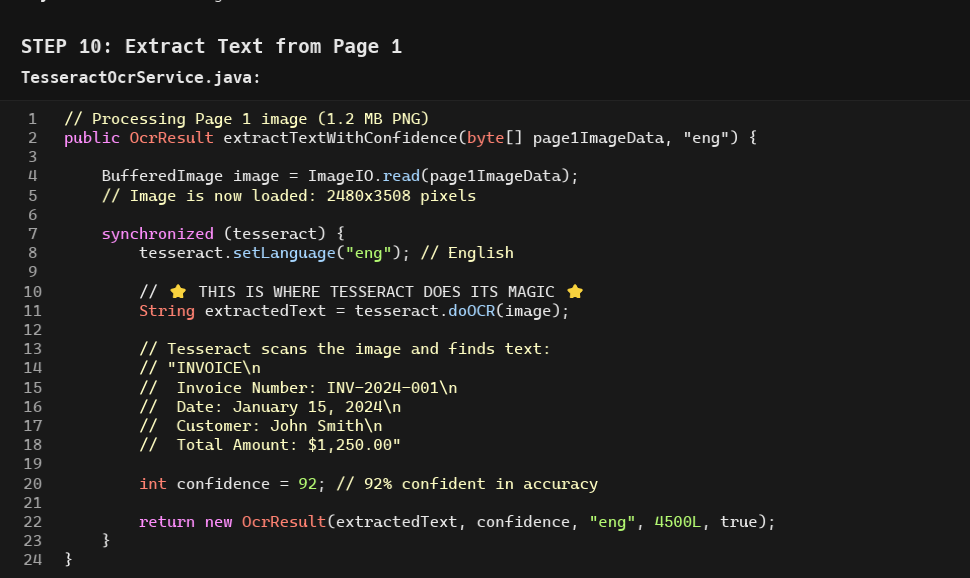 STEP 10: Extract Text from Page 1
TesseractOcrService.java:
1 // Processing Page 1 image (1.2 MB PNG)
2 public OcrResult extractTextWithConfidence(byte[] page1ImageData, "eng") {
3
4     BufferedImage image = ImageIO.read(page1ImageData);
5     // Image is now loaded: 2480x3508 pixels
6
7     synchronized (tesseract) {
8         tesseract.setLanguage("eng"); // English
9
10         // ⭐ THIS IS WHERE TESSERACT DOES ITS MAGIC ⭐
11         String extractedText = tesseract.doOCR(image);
12
13         // Tesseract scans the image and finds text:
14         // "INVOICE\n
15         //  Invoice Number: INV-2024-001\n
16         //  Date: January 15, 2024\n
17         //  Customer: John Smith\n
18         //  Total Amount: $1,250.00"
19
20         int confidence = 92; // 92% confident in accuracy
21
22         return new OcrResult(extractedText, confidence, "eng", 4500L, true);
23     }
24 }